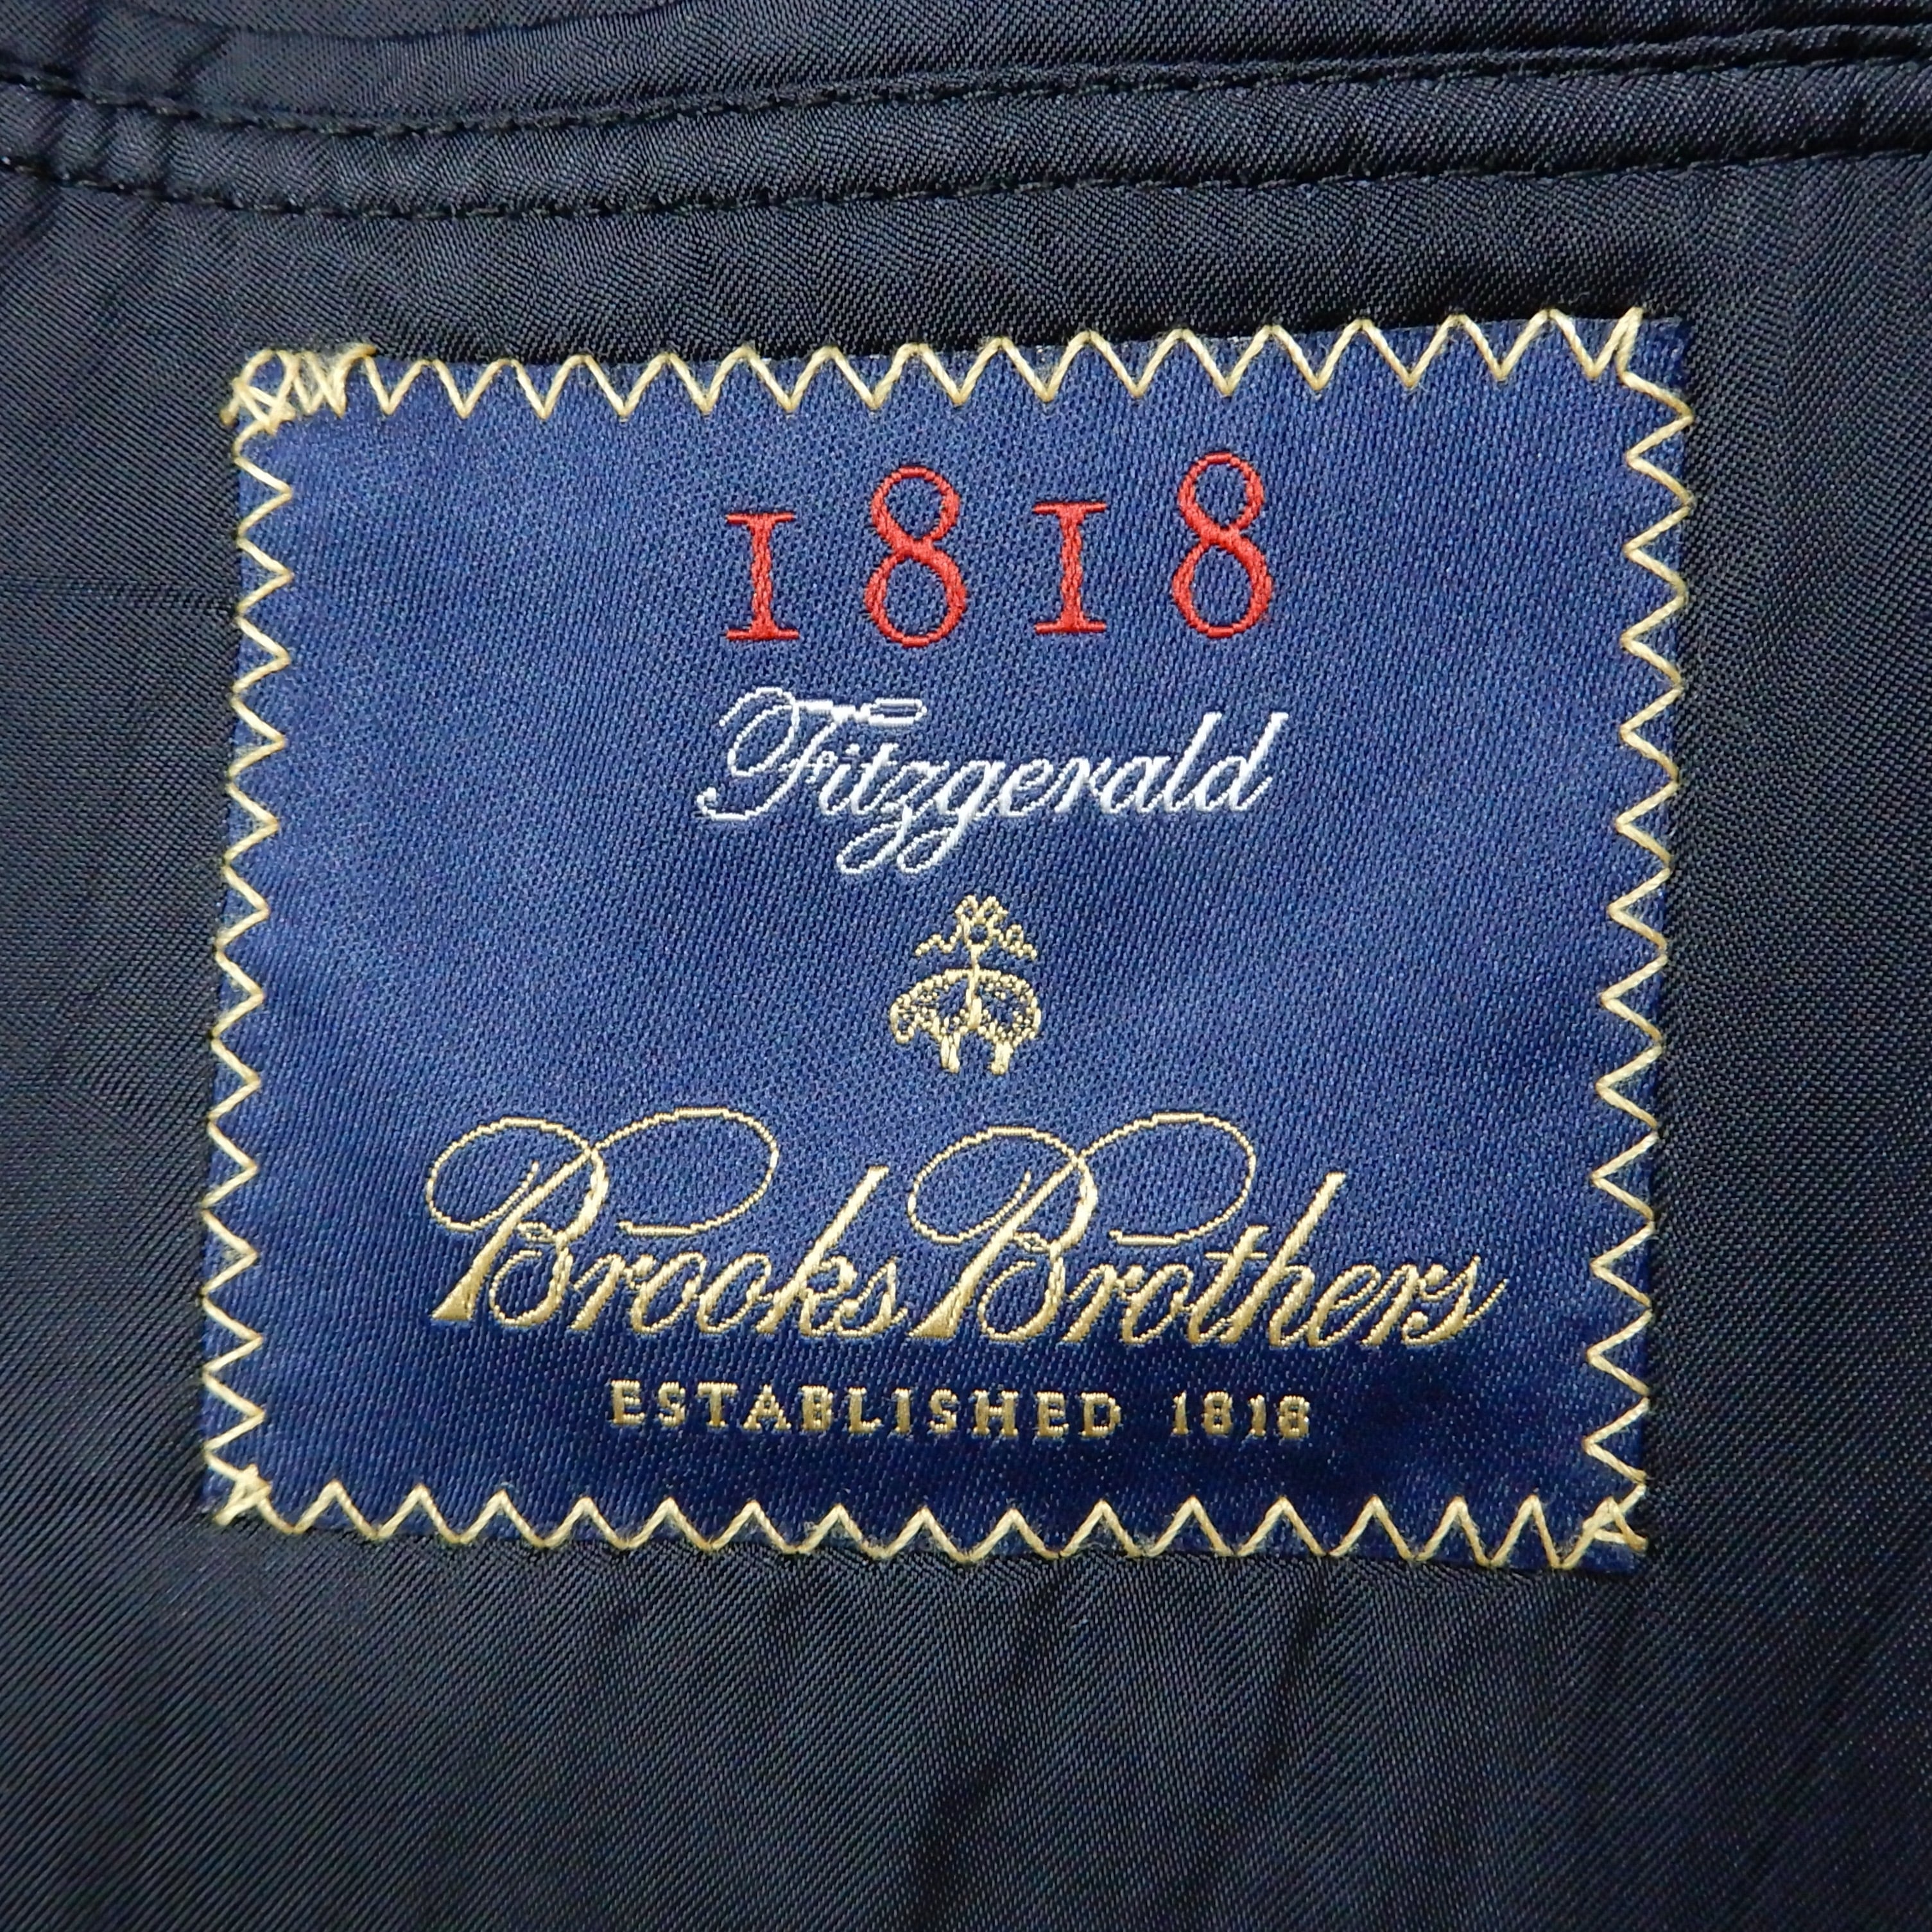 1818
Fitzgerald
Brooks Brothers
ESTABLISHED 1818